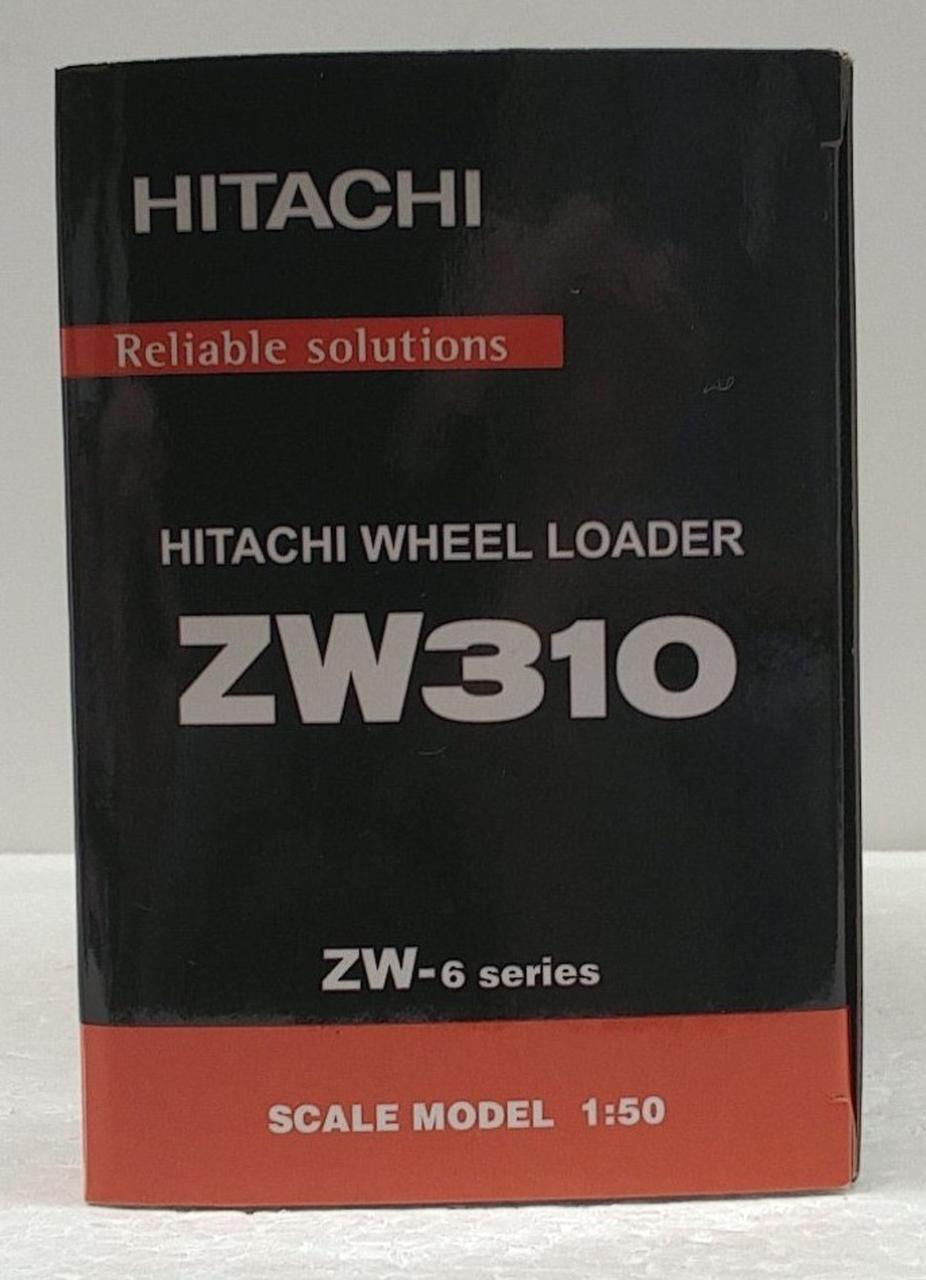 HITACHI
Reliable solutions
HITACHI WHEEL LOADER
ZW310
ZW-6 series
SCALE MODEL 1:50